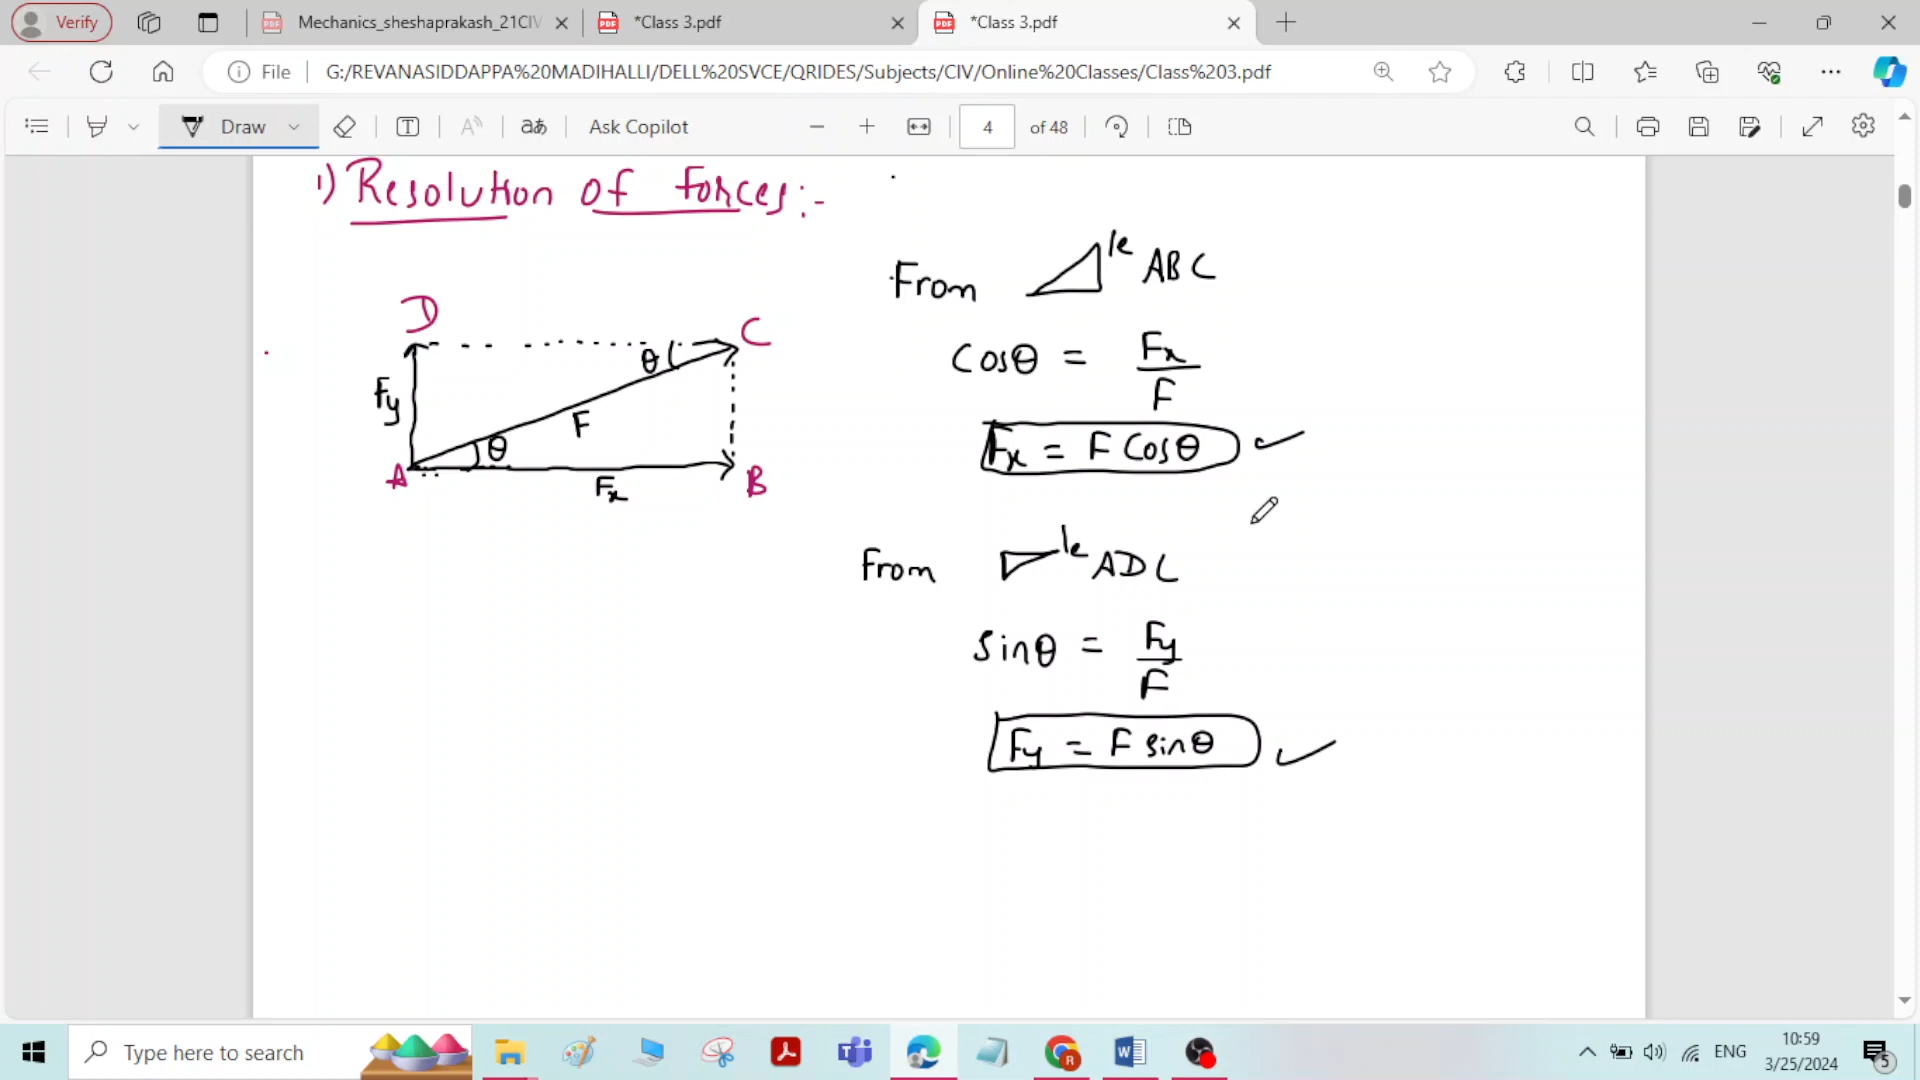 Verify
Mechanics_sheshaprakash_21CIV
*Class 3.pdf
*Class 3.pdf
File
G:/REVANASIDDAPPA%20MADIHALLI/DELL%20SVCE/QRIDES/Subjects/CIV/Online%20Classes/Class%203.pdf
Draw
Ask Copilot
4 of 48
1) Resolution of forces:-
From le ABC
D
C
θ
Cosθ = Fx
F
Fy
F
θ
Fx = F Cosθ
A
Fx
B
From le ADC
Sinθ = Fy
F
Fy = F sinθ
Type here to search
ENG
10:59
3/25/2024
5